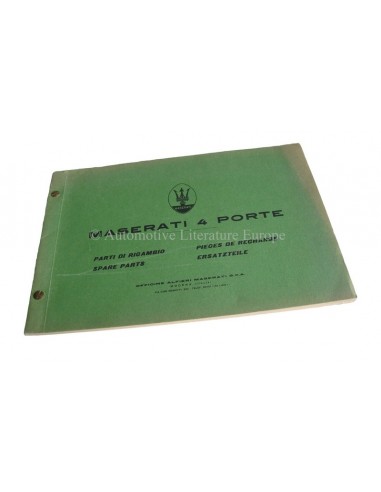 MASERATI 4 PORTE
© Automotive Literature Europe
PARTI DI RICAMBIO PIECES DE RECHANGE
SPARE PARTS ERSATZTEILE
OFFICINE ALFIERI MASERATI S.P.A.